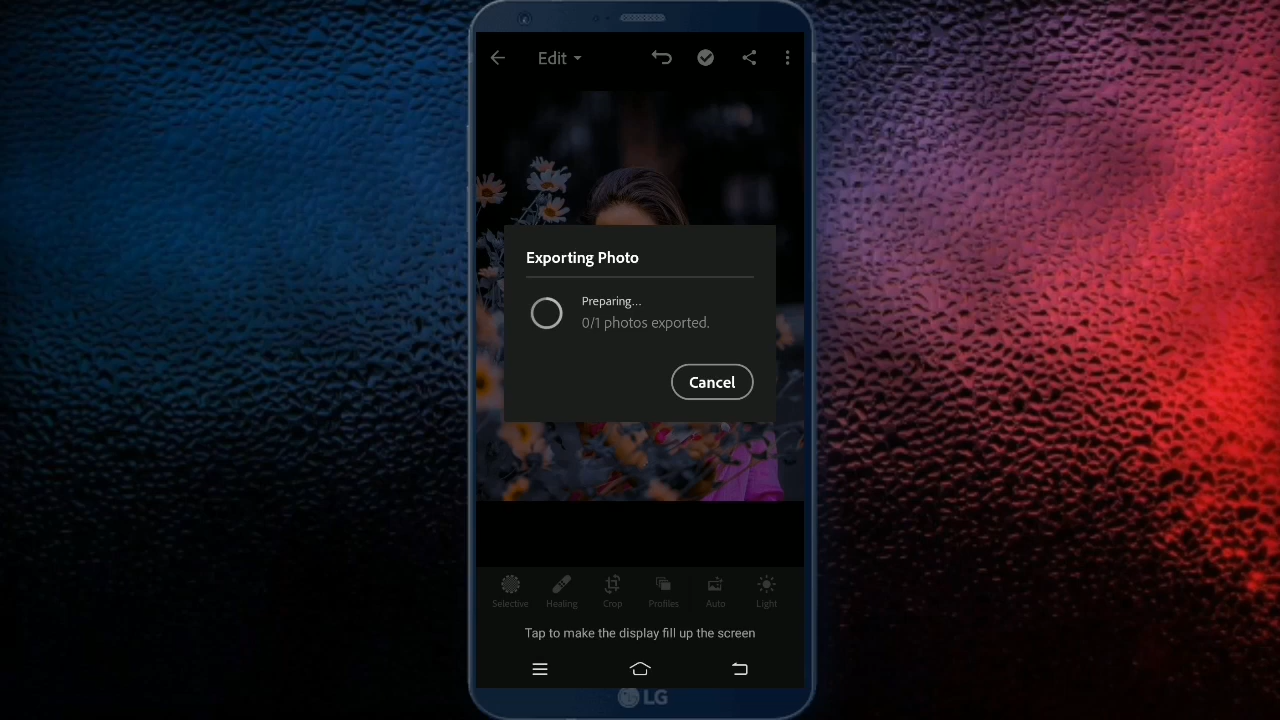 Edit
Exporting Photo
Preparing...
0/1 photos exported.
Cancel
Selective
Healing
Crop
Profiles
Auto
Light
Tap to make the display fill up the screen
LG